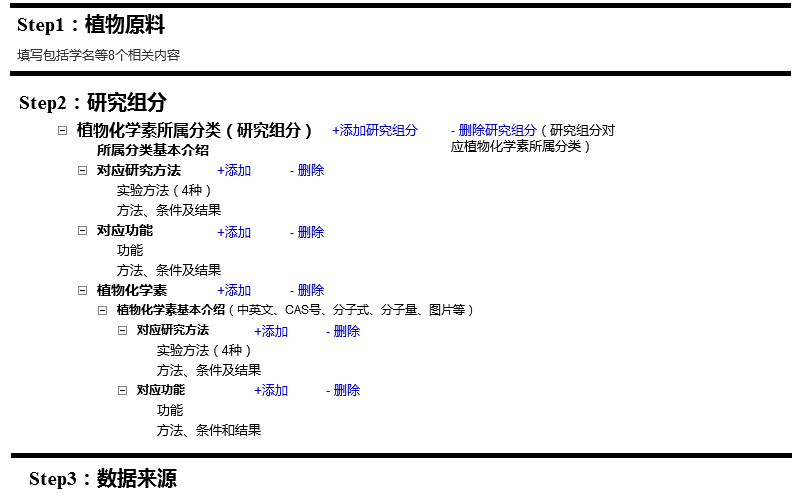 Step1：植物原料
填写包括学名等8个相关内容
Step2：研究组分
植物化学素所属分类（研究组分） +添加研究组分 - 删除研究组分（研究组分对
应植物化学素所属分类）
所属分类基本介绍
对应研究方法 +添加 - 删除
实验方法（4种）
方法、条件及结果
对应功能 +添加 - 删除
功能
方法、条件及结果
植物化学素 +添加 - 删除
植物化学素基本介绍（中英文、CAS号、分子式、分子量、图片等）
对应研究方法 +添加 - 删除
实验方法（4种）
方法、条件及结果
对应功能 +添加 - 删除
功能
方法、条件和结果
Step3：数据来源